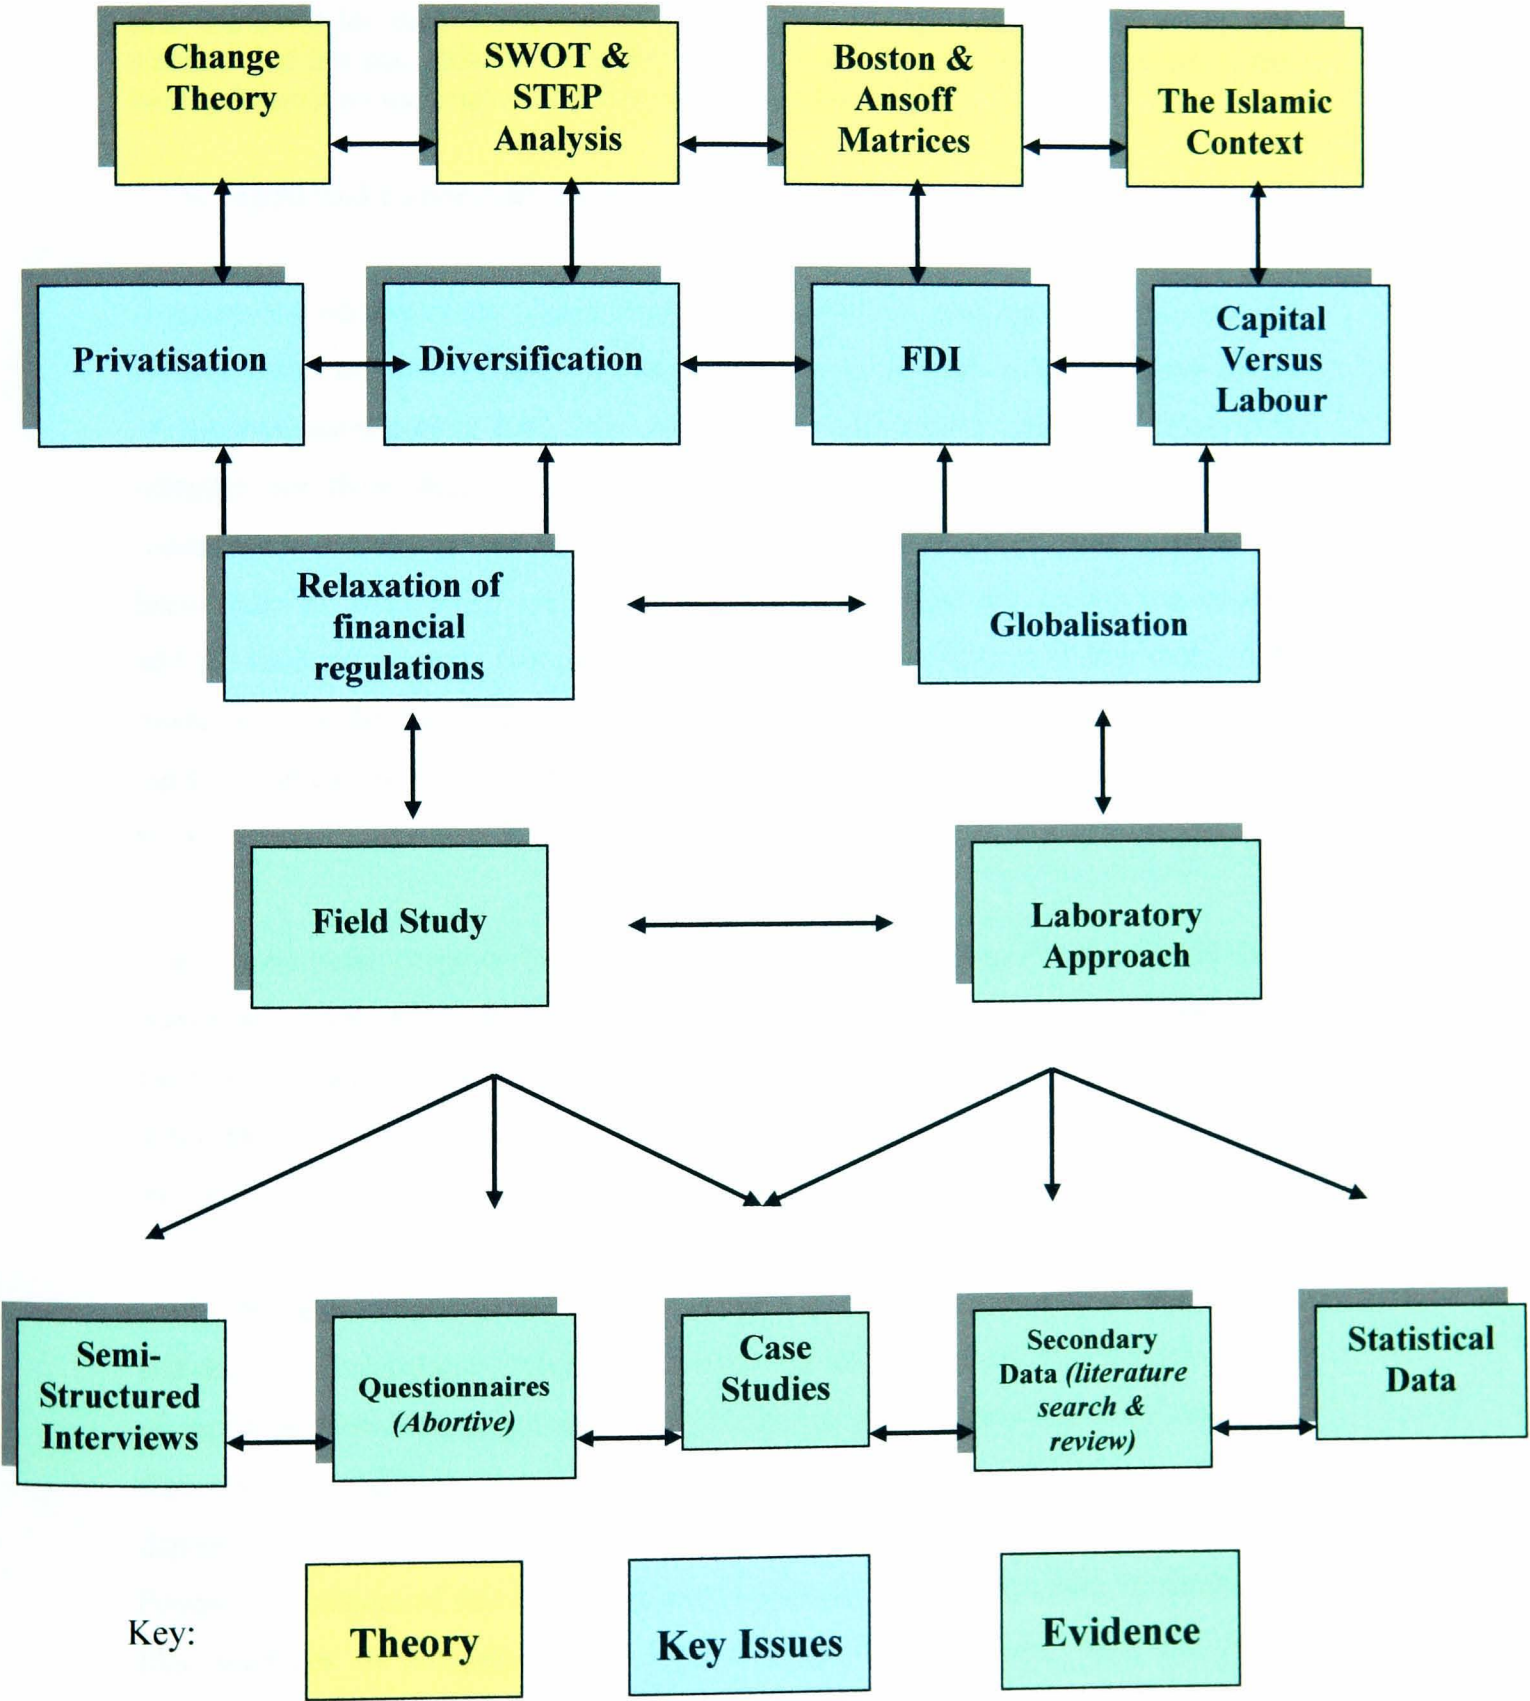 Change
Theory
SWOT &
STEP
Analysis
Boston &
Ansoff
Matrices
The Islamic
Context
Privatisation
Diversification
FDI
Capital
Versus
Labour
Relaxation of
financial
regulations
Globalisation
Field Study
Laboratory
Approach
Semi-
Structured
Interviews
Questionnaires
(Abortive)
Case
Studies
Secondary
Data (literature
search &
review)
Statistical
Data
Key:
Theory
Key Issues
Evidence